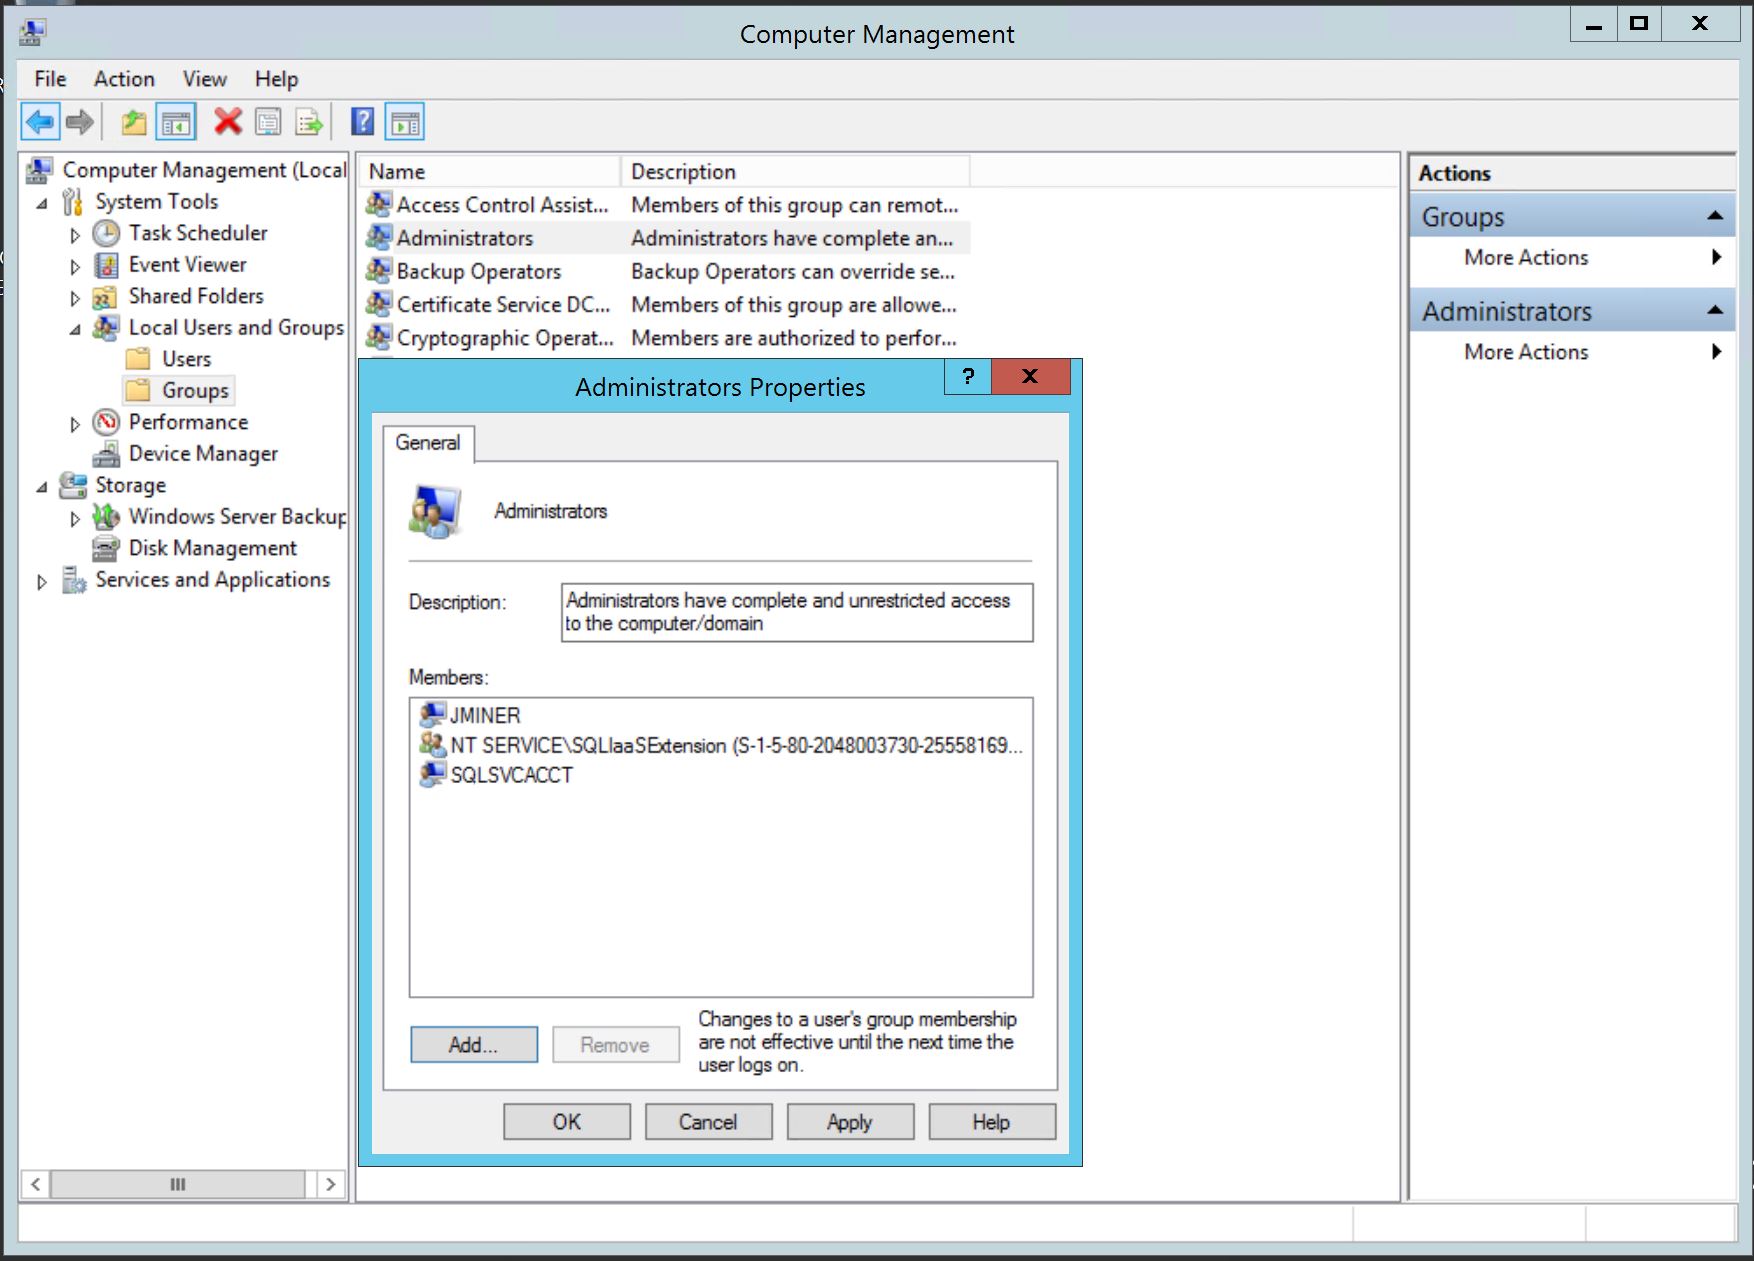 Computer Management
File Action View Help
Computer Management (Local
System Tools
Task Scheduler
Event Viewer
Shared Folders
Local Users and Groups
Users
Groups
Performance
Device Manager
Storage
Windows Server Backup
Disk Management
Services and Applications
Name Description
Access Control Assist... Members of this group can remot...
Administrators Administrators have complete an...
Backup Operators Backup Operators can override se...
Certificate Service DC... Members of this group are allowe...
Cryptographic Operat... Members are authorized to perfor...
Administrators Properties
General
Administrators
Description:
Administrators have complete and unrestricted access
to the computer/domain
Members:
JMINER
NT SERVICE\SQLIaaSExtension (S-1-5-80-2048003730-25558169...
SQLSVCACCT
Add...
Remove
Changes to a user's group membership
are not effective until the next time the
user logs on.
OK Cancel Apply Help
Actions
Groups
More Actions
Administrators
More Actions